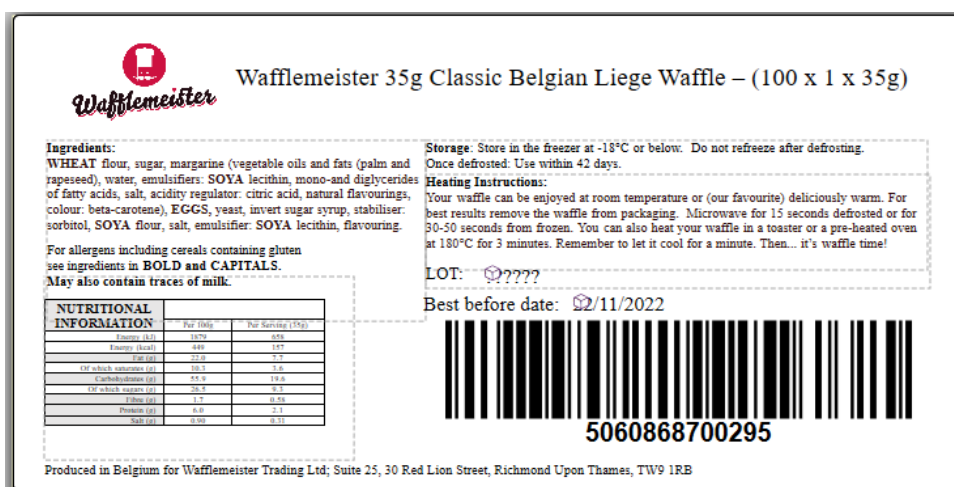 Wafflemeister
Wafflemeister 35g Classic Belgian Liege Waffle – (100 x 1 x 35g)
Ingredients:
WHEAT flour, sugar, margarine (vegetable oils and fats (palm and
rapeseed), water, emulsifiers: SOYA lecithin, mono-and diglycerides
of fatty acids, salt, acidity regulator: citric acid, natural flavourings,
colour: beta-carotene), EGGS, yeast, invert sugar syrup, stabiliser:
sorbitol, SOYA flour, salt, emulsifier: SOYA lecithin, flavouring.
For allergens including cereals containing gluten
see ingredients in BOLD and CAPITALS.
May also contain traces of milk.
NUTRITIONAL
INFORMATION Per 100g Per Serving (35g)
Energy (kJ) 1879 658
Energy (kcal) 449 157
Fat (g) 22.0 7.7
Of which saturates (g) 10.3 3.6
Carbohydrates (g) 55.9 19.6
Of which sugars (g) 26.5 9.3
Fibre (g) 1.7 0.58
Protein (g) 6.0 2.1
Salt (g) 0.90 0.31
Storage: Store in the freezer at -18°C or below. Do not refreeze after defrosting.
Once defrosted: Use within 42 days.
Heating Instructions:
Your waffle can be enjoyed at room temperature or (our favourite) deliciously warm. For
best results remove the waffle from packaging. Microwave for 15 seconds defrosted or for
30-50 seconds from frozen. You can also heat your waffle in a toaster or a pre-heated oven
at 180°C for 3 minutes. Remember to let it cool for a minute. Then... it's waffle time!
LOT: ?????
Best before date: 2/11/2022
5060868700295
Produced in Belgium for Wafflemeister Trading Ltd; Suite 25, 30 Red Lion Street, Richmond Upon Thames, TW9 1RB